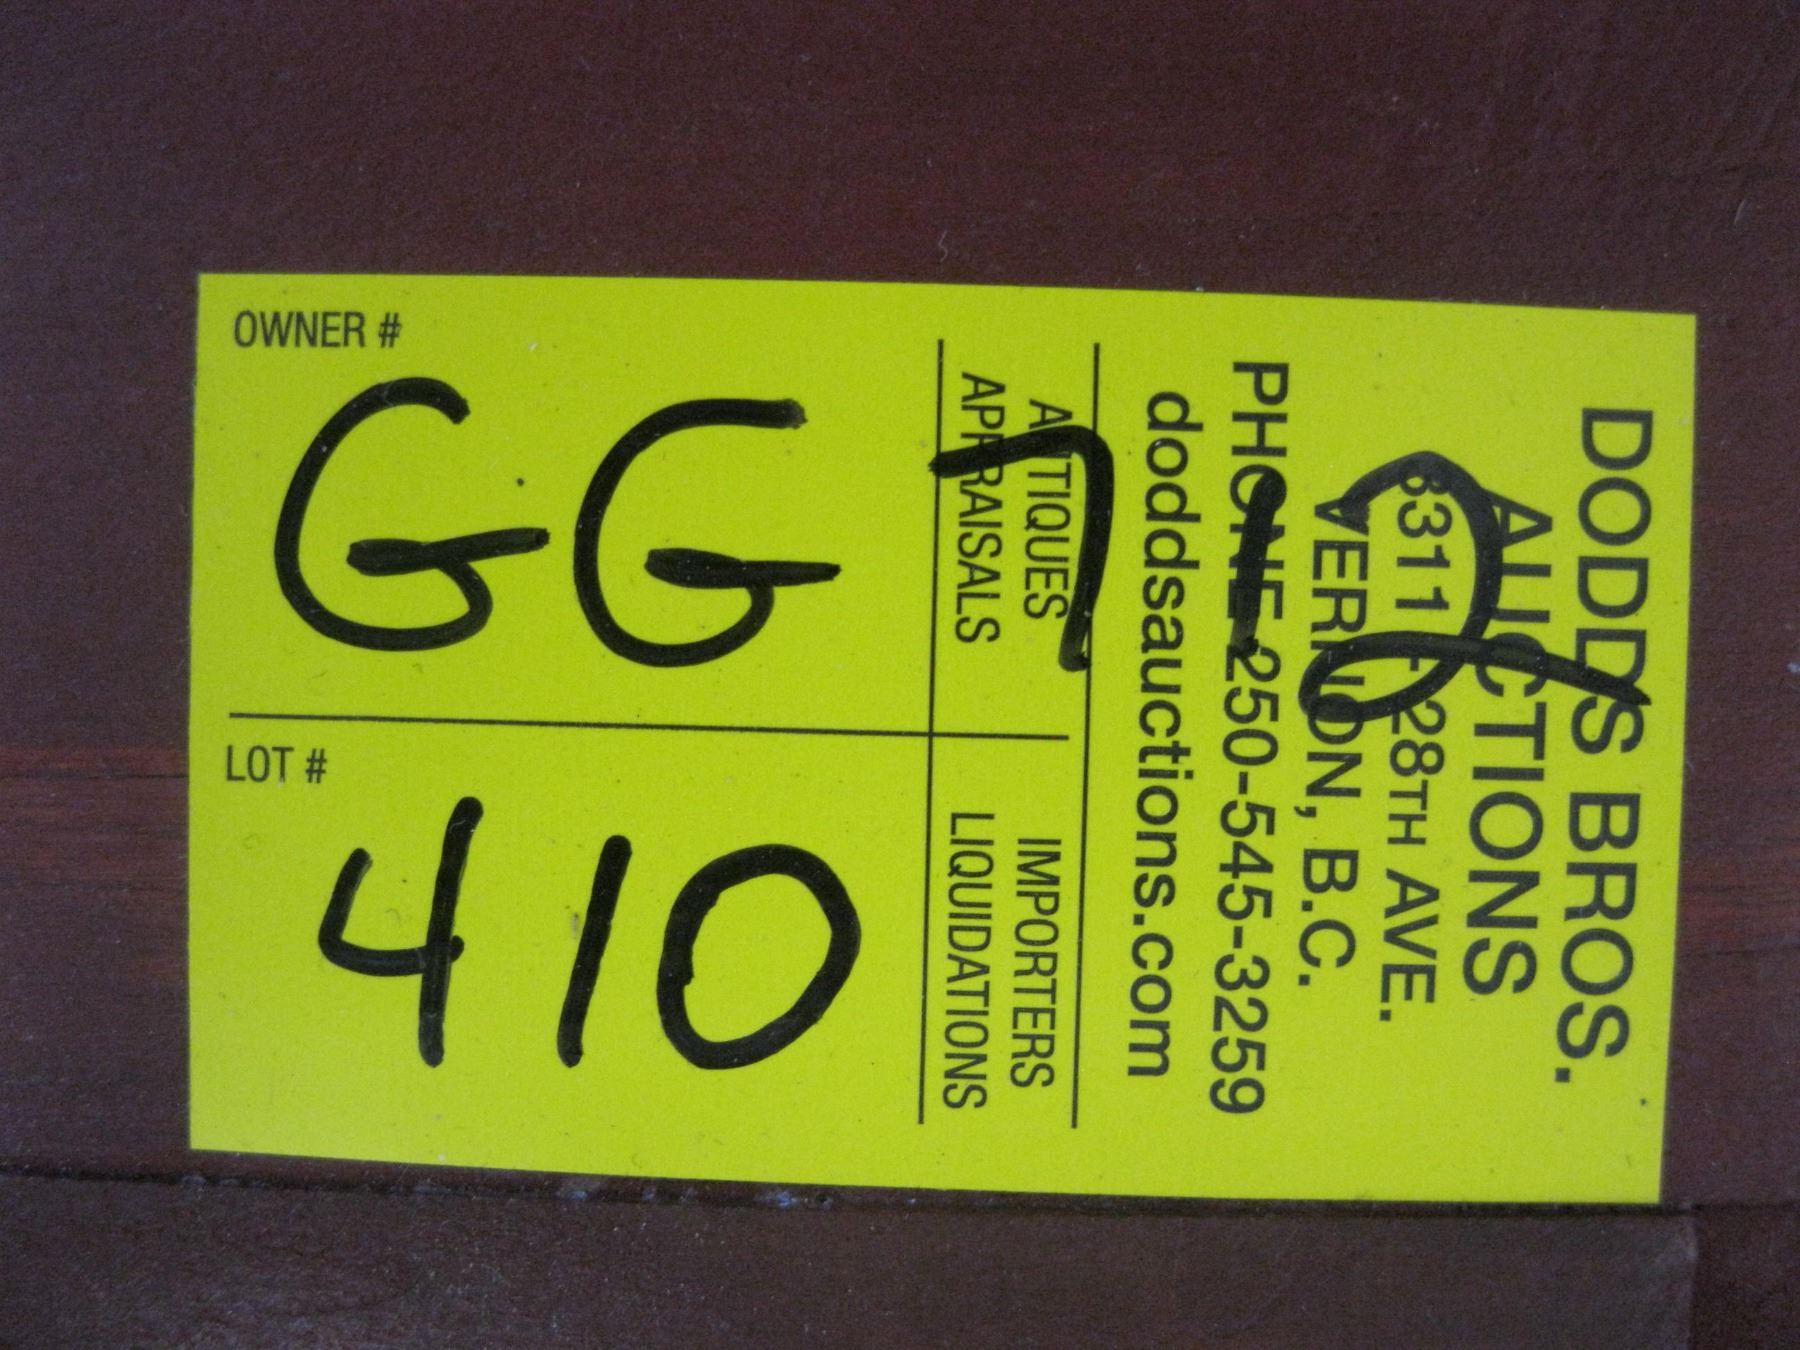 OWNER #
GG712
LOT #
410
DODDS BROS.
AUCTIONS
3311 - 28TH AVE.
VERNON, B.C.
PHONE 250-545-3259
doddsauctions.com
ANTIQUES IMPORTERS
APPRAISALS LIQUIDATIONS